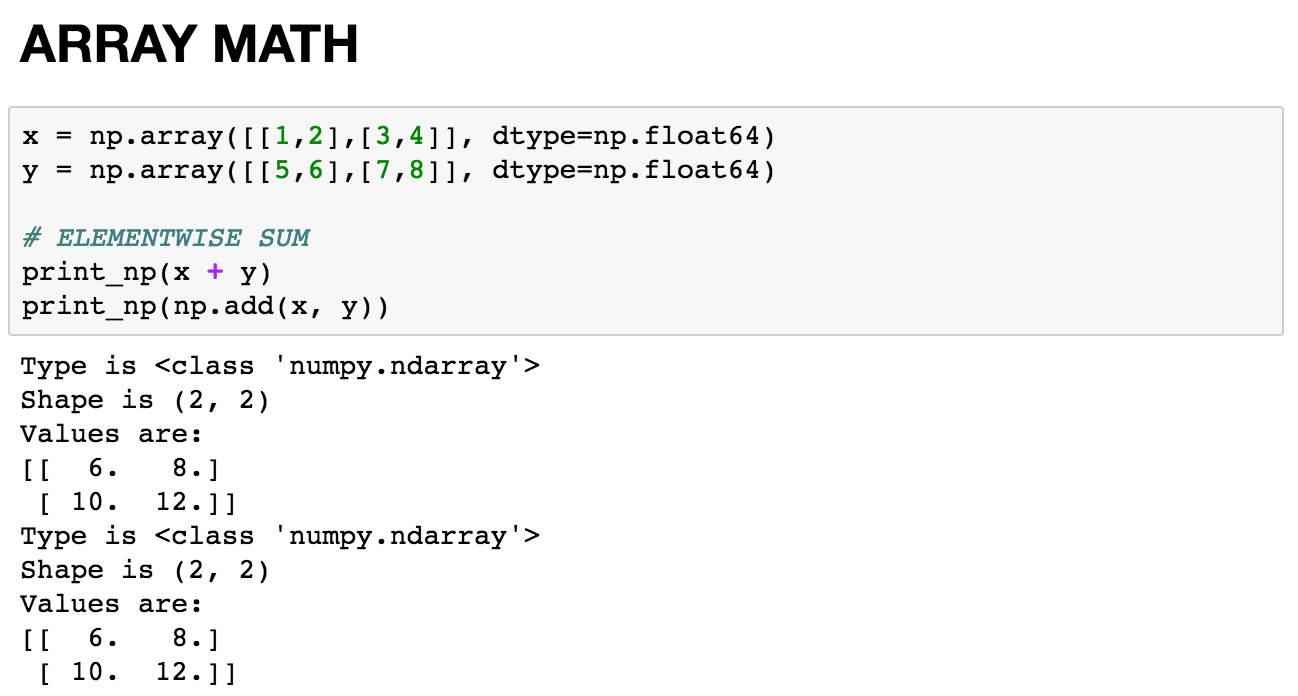 ARRAY MATH
x = np.array([[1,2],[3,4]], dtype=np.float64)
y = np.array([[5,6],[7,8]], dtype=np.float64)
# ELEMENTWISE SUM
print_np(x + y)
print_np(np.add(x, y))
Type is <class 'numpy.ndarray'>
Shape is (2, 2)
Values are:
[[  6.   8.]
 [ 10.  12.]]
Type is <class 'numpy.ndarray'>
Shape is (2, 2)
Values are:
[[  6.   8.]
 [ 10.  12.]]